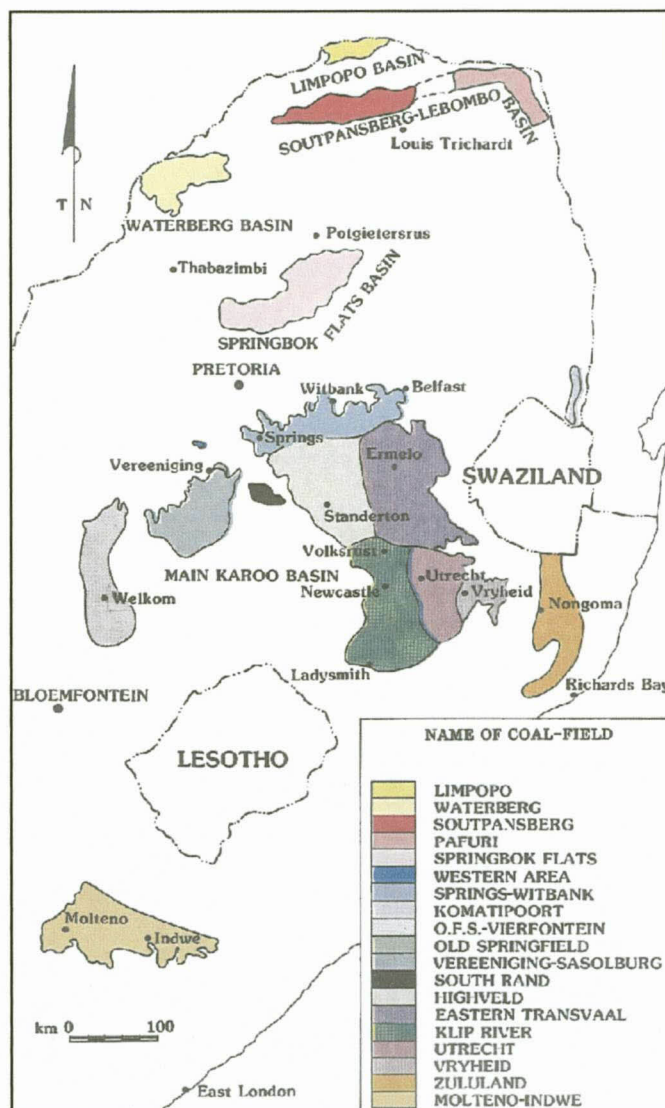 LIMPOPO BASIN
SOUTPANSBERG-LEBOMBO
BASIN
Louis Trichardt
T N
WATERBERG BASIN
Potgietersrus
Thabazimbi
SPRINGBOK
FLATS BASIN
PRETORIA
Witbank
Belfast
Springs
Vereeniging
Ermelo
SWAZILAND
Standerton
Volksrust
MAIN KAROO BASIN
Utrecht
Newcastle
Vryheid
Welkom
Nongoma
Ladysmith
Richards Bay
BLOEMFONTEIN
LESOTHO
NAME OF COAL-FIELD
LIMPOPO
WATERBERG
SOUTPANSBERG
PAFURI
SPRINGBOK FLATS
WESTERN AREA
SPRINGS-WITBANK
KOMATIPOORT
O.F.S.-VIERFONTEIN
OLD SPRINGFIELD
VEREENIGING-SASOLBURG
SOUTH RAND
HIGHVELD
EASTERN TRANSVAAL
KLIP RIVER
UTRECHT
VRYHEID
ZULULAND
MOLTENO-INDWE
Molteno
Indwe
km 0 100
East London